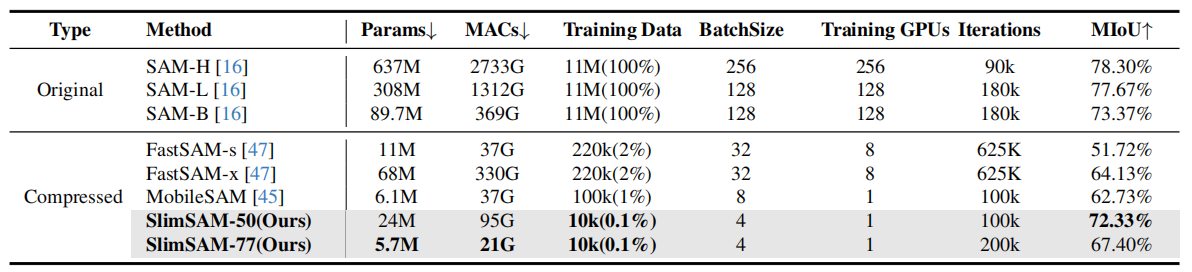 Type Method Params↓ MACs↓ Training Data BatchSize Training GPUs Iterations MIoU↑
SAM-H [16] 637M 2733G 11M(100%) 256 256 90k 78.30%
Original SAM-L [16] 308M 1312G 11M(100%) 128 128 180k 77.67%
SAM-B [16] 89.7M 369G 11M(100%) 128 128 180k 73.37%
FastSAM-s [47] 11M 37G 220k(2%) 32 8 625K 51.72%
FastSAM-x [47] 68M 330G 220k(2%) 32 8 625K 64.13%
Compressed MobileSAM [45] 6.1M 37G 100k(1%) 8 1 100k 62.73%
SlimSAM-50(Ours) 24M 95G 10k(0.1%) 4 1 100k 72.33%
SlimSAM-77(Ours) 5.7M 21G 10k(0.1%) 4 1 200k 67.40%